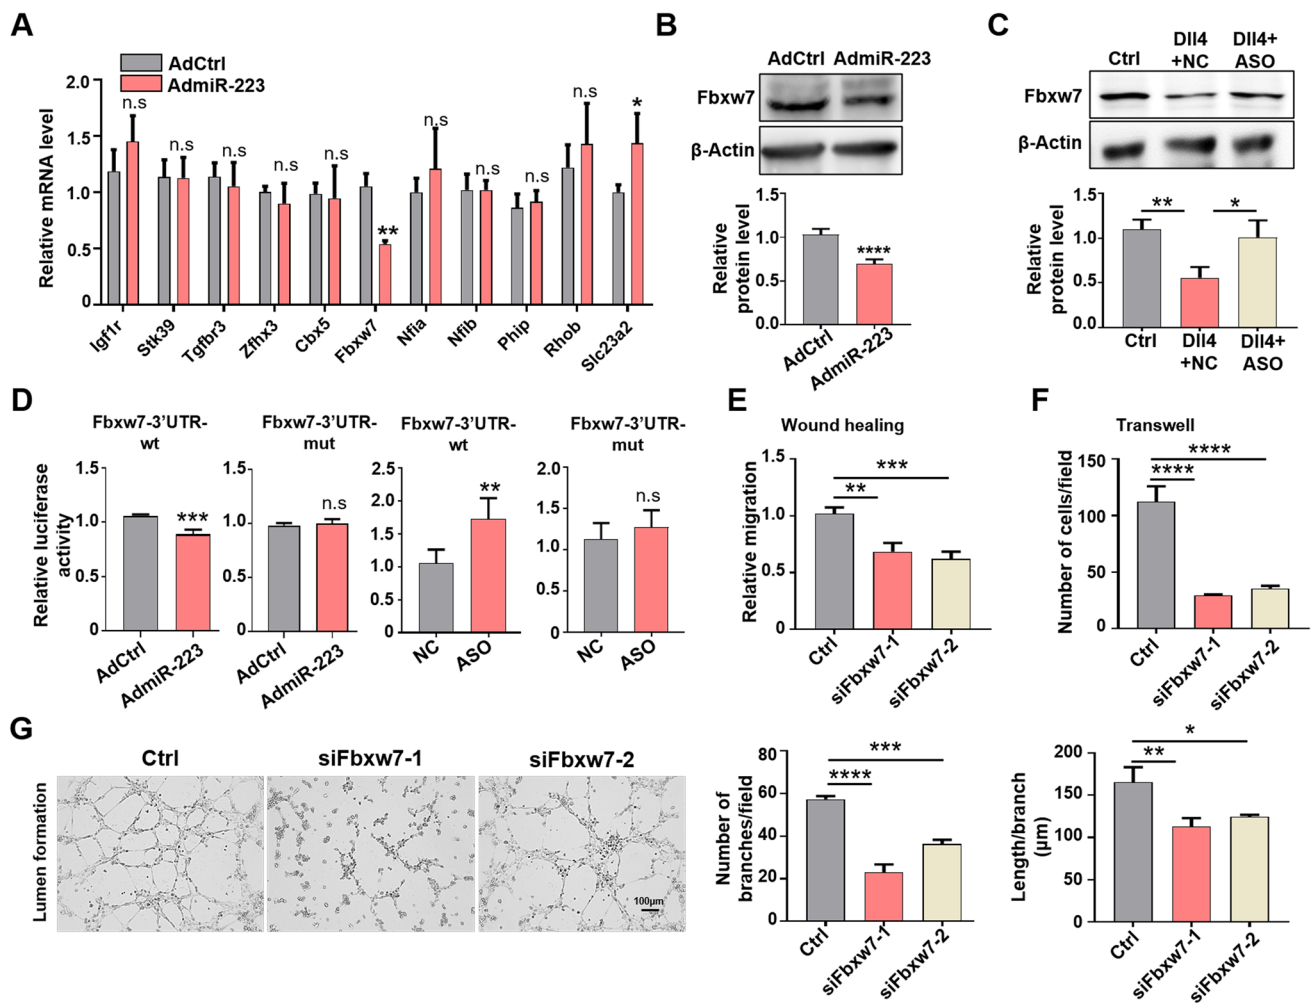 A
AdCtrl
AdmiR-223
Relative mRNA level
2.0
1.5
1.0
0.5
0
n.s
n.s
n.s
n.s
n.s
**
n.s
n.s
n.s
n.s
*
Igf1r
Stk39
Tgfbr3
Zfhx3
Cbx5
Fbxw7
Nfia
Nfib
Phip
Rhob
Slc23a2
B
AdCtrl AdmiR-223
Fbxw7
β-Actin
Relative
protein level
1.5
1.0
0.5
0.0
****
AdCtrl
AdmiR-223
C
Ctrl
Dll4
+NC
Dll4+
ASO
Fbxw7
β-Actin
Relative
protein level
1.5
1.0
0.5
0.0
**
*
Ctrl
Dll4
+NC
Dll4+
ASO
D
Relative luciferase
activity
Fbxw7-3’UTR-
wt
1.5
1.0
0.5
0
***
AdCtrl
AdmiR-223
Fbxw7-3’UTR-
mut
1.5
1.0
0.5
0
n.s
AdCtrl
AdmiR-223
Fbxw7-3’UTR-
wt
2.5
2.0
1.5
1.0
0.5
0
**
NC
ASO
Fbxw7-3’UTR-
mut
2.0
1.5
1.0
0.5
0
n.s
NC
ASO
E
Wound healing
Relative migration
1.5
1.0
0.5
0
***
**
Ctrl
siFbxw7-1
siFbxw7-2
F
Transwell
Number of cells/field
150
100
50
0
****
****
Ctrl
siFbxw7-1
siFbxw7-2
G
Lumen formation
Ctrl
siFbxw7-1
siFbxw7-2
100μm
Number of
branches/field
80
60
40
20
0
***
****
Ctrl
siFbxw7-1
siFbxw7-2
Length/branch
(μm)
200
150
100
50
0
*
**
Ctrl
siFbxw7-1
siFbxw7-2